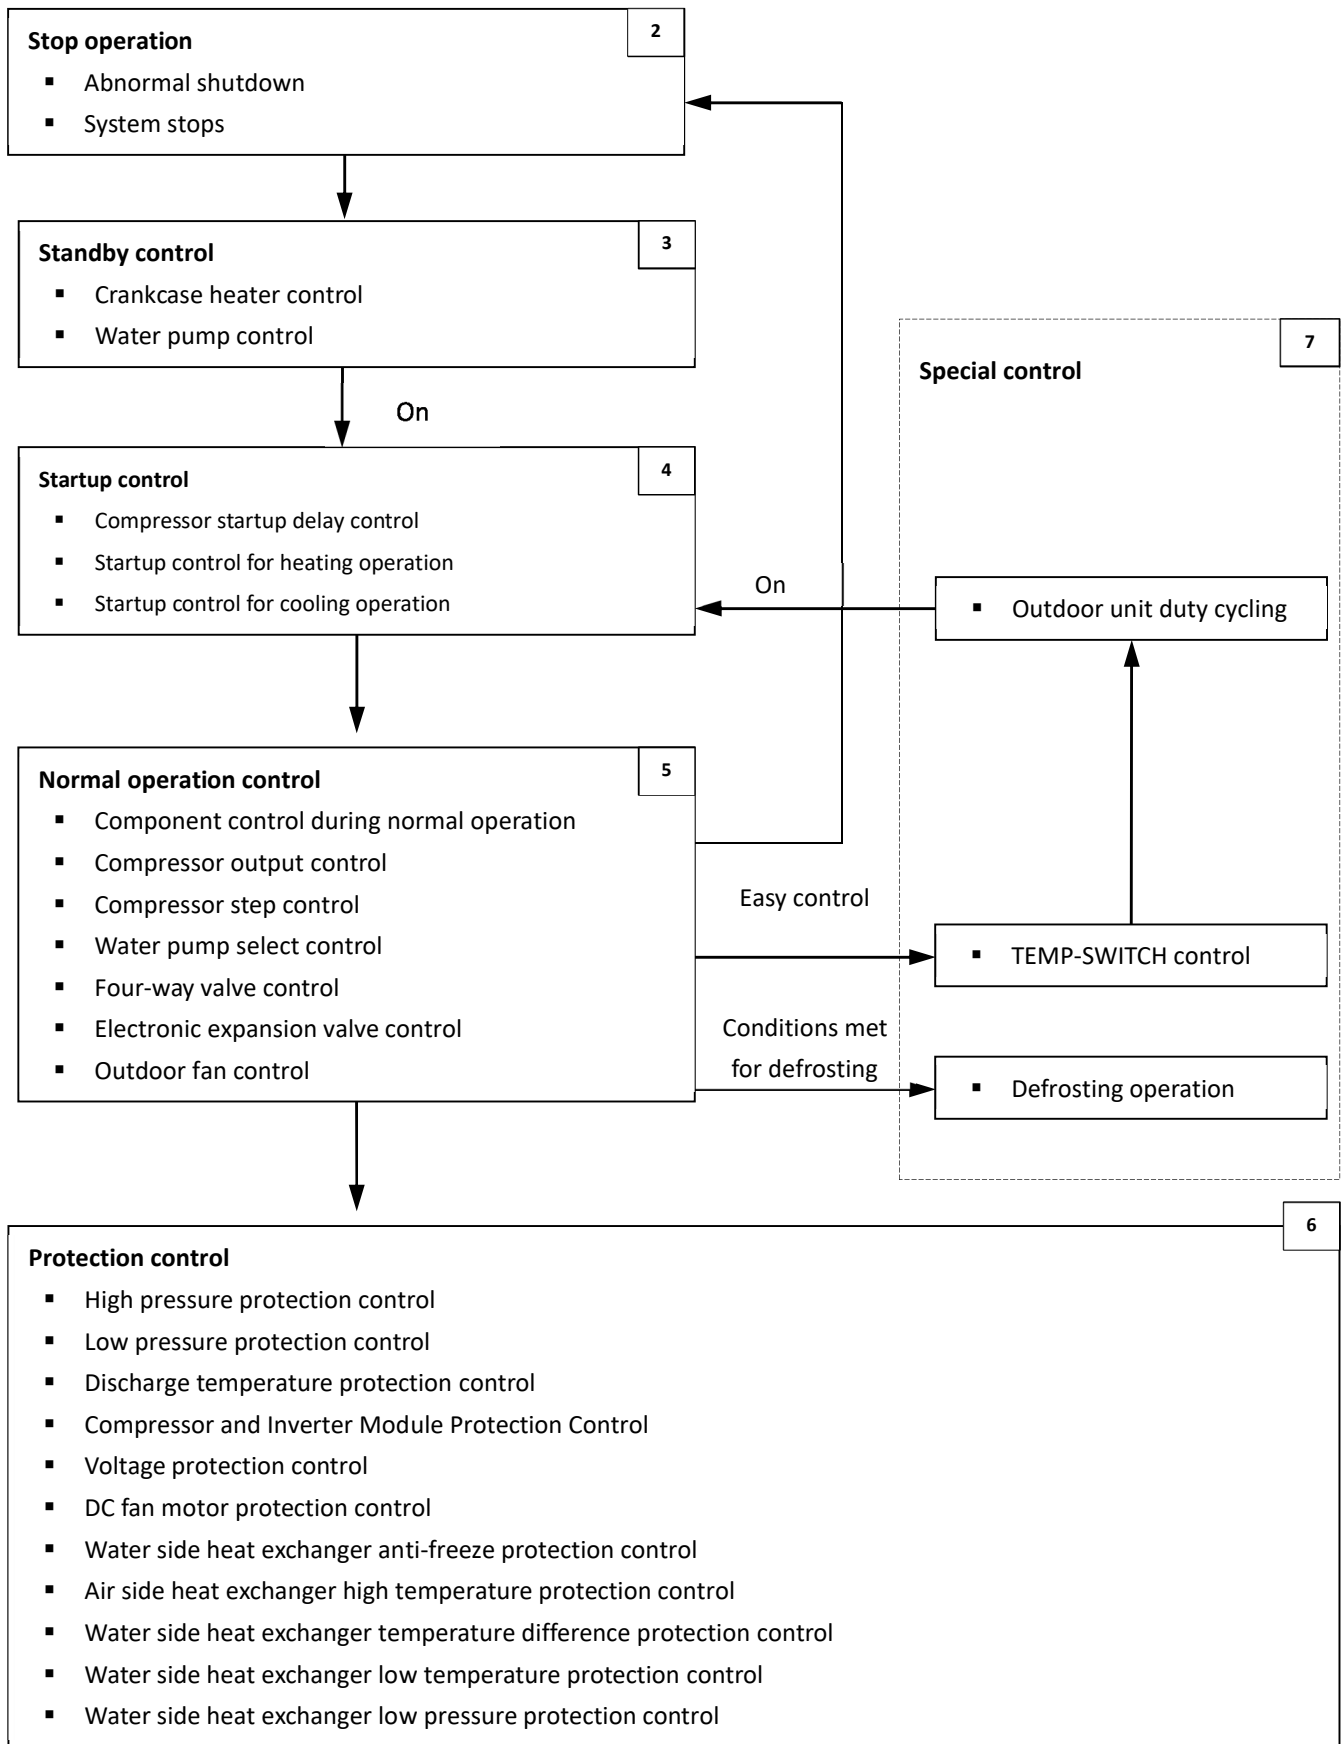 2
Stop operation
▪ Abnormal shutdown
▪ System stops
3
Standby control
▪ Crankcase heater control
▪ Water pump control
On
4
Startup control
▪ Compressor startup delay control
▪ Startup control for heating operation
▪ Startup control for cooling operation
5
Normal operation control
▪ Component control during normal operation
▪ Compressor output control
▪ Compressor step control
▪ Water pump select control
▪ Four-way valve control
▪ Electronic expansion valve control
▪ Outdoor fan control
7
Special control
On
▪ Outdoor unit duty cycling
Easy control
▪ TEMP-SWITCH control
Conditions met
for defrosting
▪ Defrosting operation
6
Protection control
▪ High pressure protection control
▪ Low pressure protection control
▪ Discharge temperature protection control
▪ Compressor and Inverter Module Protection Control
▪ Voltage protection control
▪ DC fan motor protection control
▪ Water side heat exchanger anti-freeze protection control
▪ Air side heat exchanger high temperature protection control
▪ Water side heat exchanger temperature difference protection control
▪ Water side heat exchanger low temperature protection control
▪ Water side heat exchanger low pressure protection control